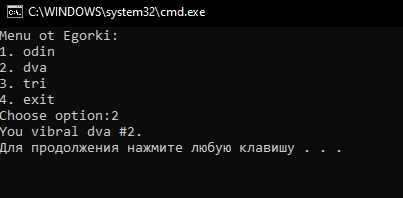 C:\WINDOWS\system32\cmd.exe
Menu ot Egorki:
1. odin
2. dva
3. tri
4. exit
Choose option:2
You vibral dva #2.
Для продолжения нажмите любую клавишу . . .